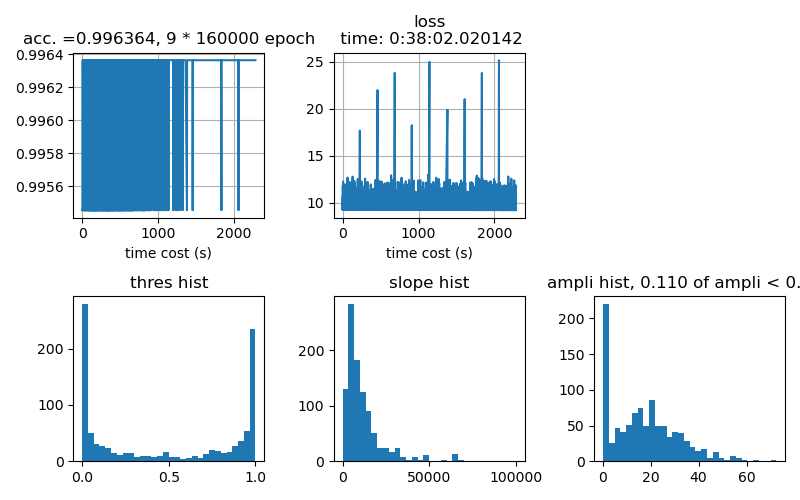 acc. =0.996364, 9 * 160000 epoch
loss
time: 0:38:02.020142
0.9964
0.9962
0.9960
0.9958
0.9956
0 1000 2000
time cost (s)
25
20
15
10
0 1000 2000
time cost (s)
thres hist
200
100
0
0.0 0.5 1.0
slope hist
200
100
0
0 50000 100000
ampli hist, 0.110 of ampli < 0.
200
150
100
50
0
0 20 40 60